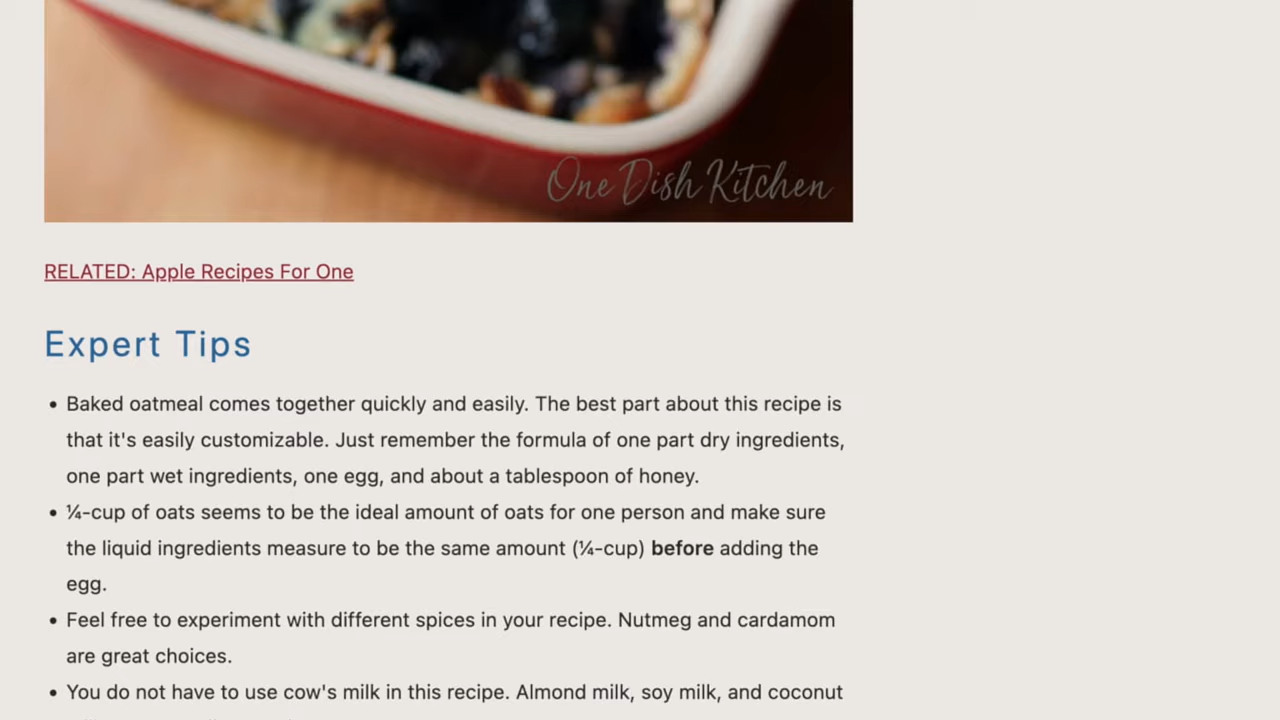 One Dish Kitchen
RELATED: Apple Recipes For One
Expert Tips
• Baked oatmeal comes together quickly and easily. The best part about this recipe is
that it's easily customizable. Just remember the formula of one part dry ingredients,
one part wet ingredients, one egg, and about a tablespoon of honey.
• ¼-cup of oats seems to be the ideal amount of oats for one person and make sure
the liquid ingredients measure to be the same amount (¼-cup) before adding the
egg.
• Feel free to experiment with different spices in your recipe. Nutmeg and cardamom
are great choices.
• You do not have to use cow's milk in this recipe. Almond milk, soy milk, and coconut